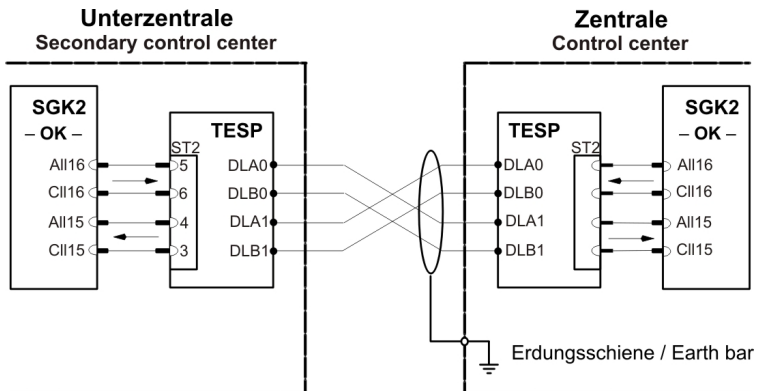 Unterzentrale
Secondary control center
Zentrale
Control center
SGK2
– OK –
AII16
CII16
AII15
CII15
ST2
5
6
4
3
TESP
DLA0
DLB0
DLA1
DLB1
TESP
DLA0
DLB0
DLA1
DLB1
ST2
SGK2
– OK –
AII16
CII16
AII15
CII15
Erdungsschiene / Earth bar